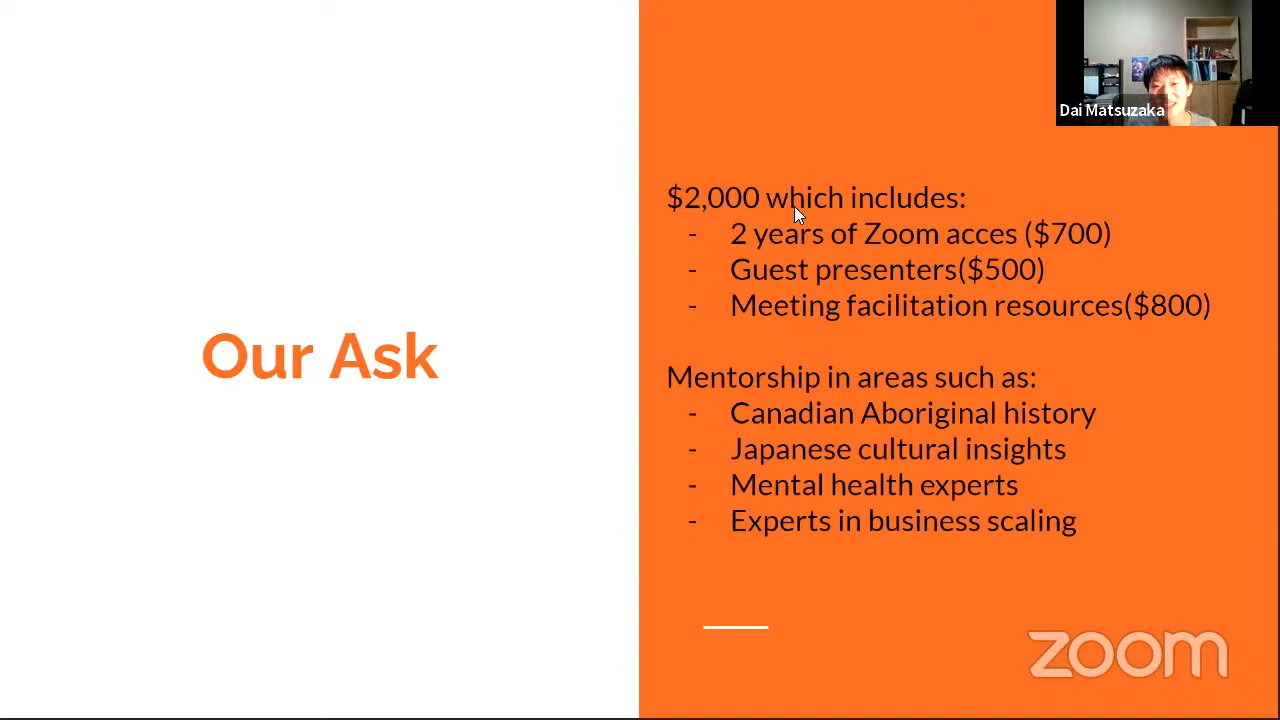 Dai Matsuzaka
Our Ask
$2,000 which includes:
- 2 years of Zoom acces ($700)
- Guest presenters($500)
- Meeting facilitation resources($800)
Mentorship in areas such as:
- Canadian Aboriginal history
- Japanese cultural insights
- Mental health experts
- Experts in business scaling
zoom